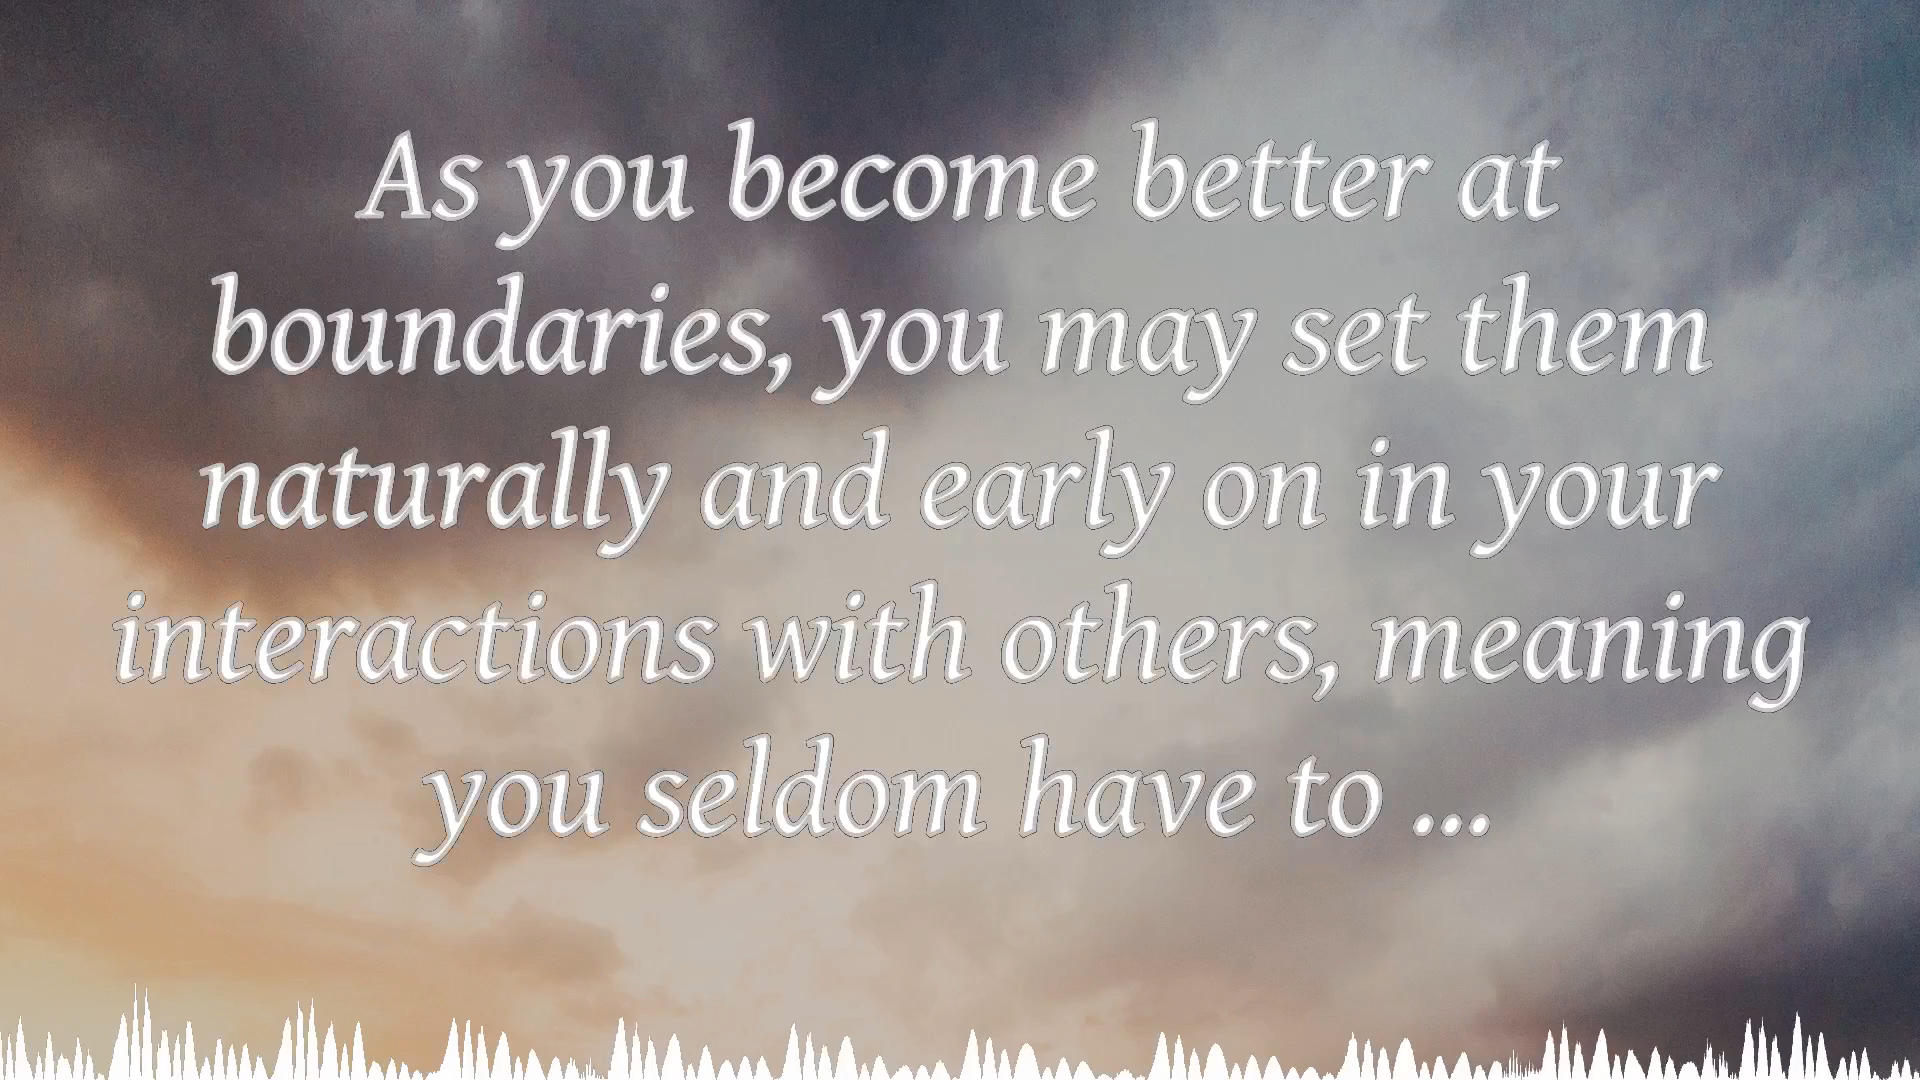 As you become better at
boundaries, you may set them
naturally and early on in your
interactions with others, meaning
you seldom have to ...